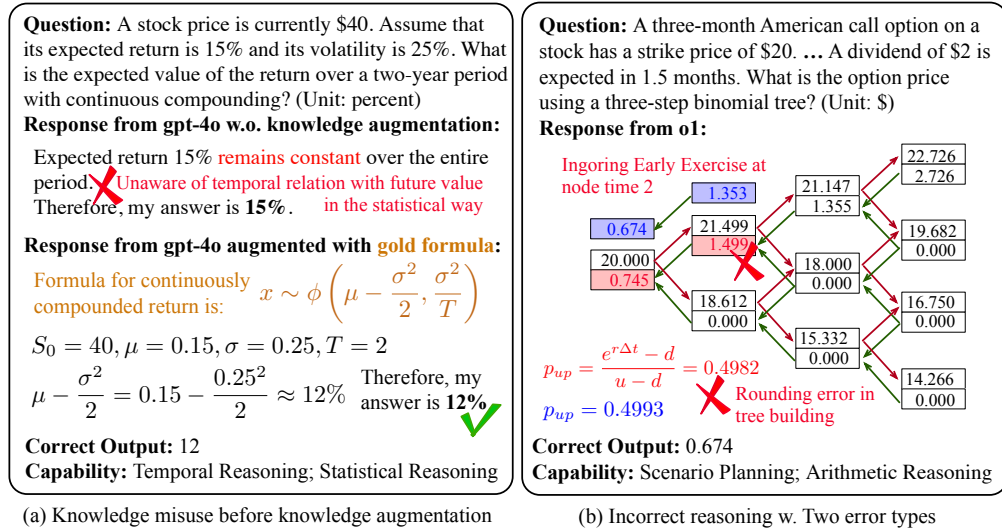 Question: A stock price is currently $40. Assume that
its expected return is 15% and its volatility is 25%. What
is the expected value of the return over a two-year period
with continuous compounding? (Unit: percent)
Response from gpt-4o w.o. knowledge augmentation:
Expected return 15% remains constant over the entire
period.
Unaware of temporal relation with future value
Therefore, my answer is 15%.
in the statistical way
Response from gpt-4o augmented with gold formula:
Formula for continuously
compounded return is:
x ∼ ϕ(μ − σ²/2, σ²/T)
S₀ = 40, μ = 0.15, σ = 0.25, T = 2
μ − σ²/2 = 0.15 − 0.25²/2 ≈ 12%
Therefore, my
answer is 12%
Correct Output: 12
Capability: Temporal Reasoning; Statistical Reasoning
(a) Knowledge misuse before knowledge augmentation
Question: A three-month American call option on a
stock has a strike price of $20. ... A dividend of $2 is
expected in 1.5 months. What is the option price
using a three-step binomial tree? (Unit: $)
Response from o1:
Ingoring Early Exercise at
node time 2
0.674
20.000
0.745
1.353
21.499
1.499
18.612
0.000
21.147
1.355
18.000
0.000
15.332
0.000
22.726
2.726
19.682
0.000
16.750
0.000
14.266
0.000
p_up = (e^{rΔt} − d)/(u − d) = 0.4982
p_up = 0.4993
Rounding error in
tree building
Correct Output: 0.674
Capability: Scenario Planning; Arithmetic Reasoning
(b) Incorrect reasoning w. Two error types